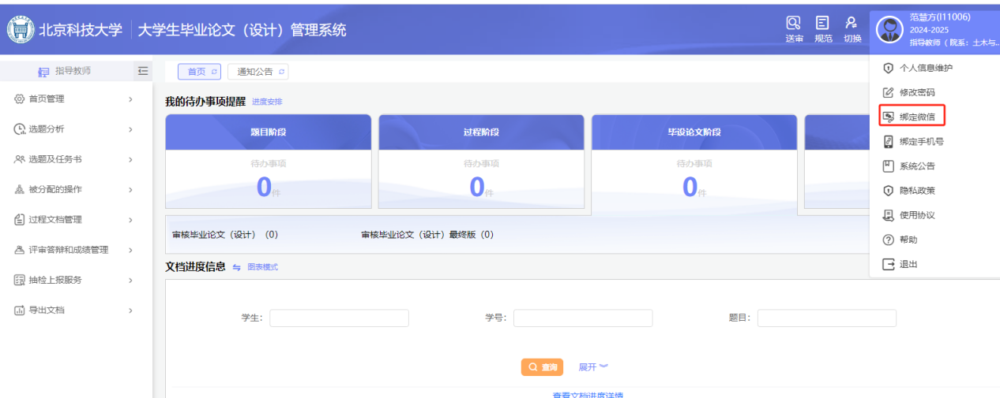 北京科技大学 大学生毕业论文（设计）管理系统
送审 规范 切换
范慧方(I11006)
2024-2025
指导教师（院系：土木与...
指导教师
首页 通知公告
个人信息维护
修改密码
绑定微信
绑定手机号
系统公告
隐私政策
使用协议
帮助
退出
首页管理
选题分析
选题及任务书
被分配的操作
过程文档管理
评审答辩和成绩管理
抽检上报服务
导出文档
我的待办事项提醒 进度安排
题目阶段 过程阶段 毕设论文阶段
待办事项 待办事项 待办事项
0件 0件 0件
审核毕业论文（设计）（0） 审核毕业论文（设计）最终版（0）
文档进度信息 图表模式
学生： 学号： 题目：
查询 展开
查看文档进度详情